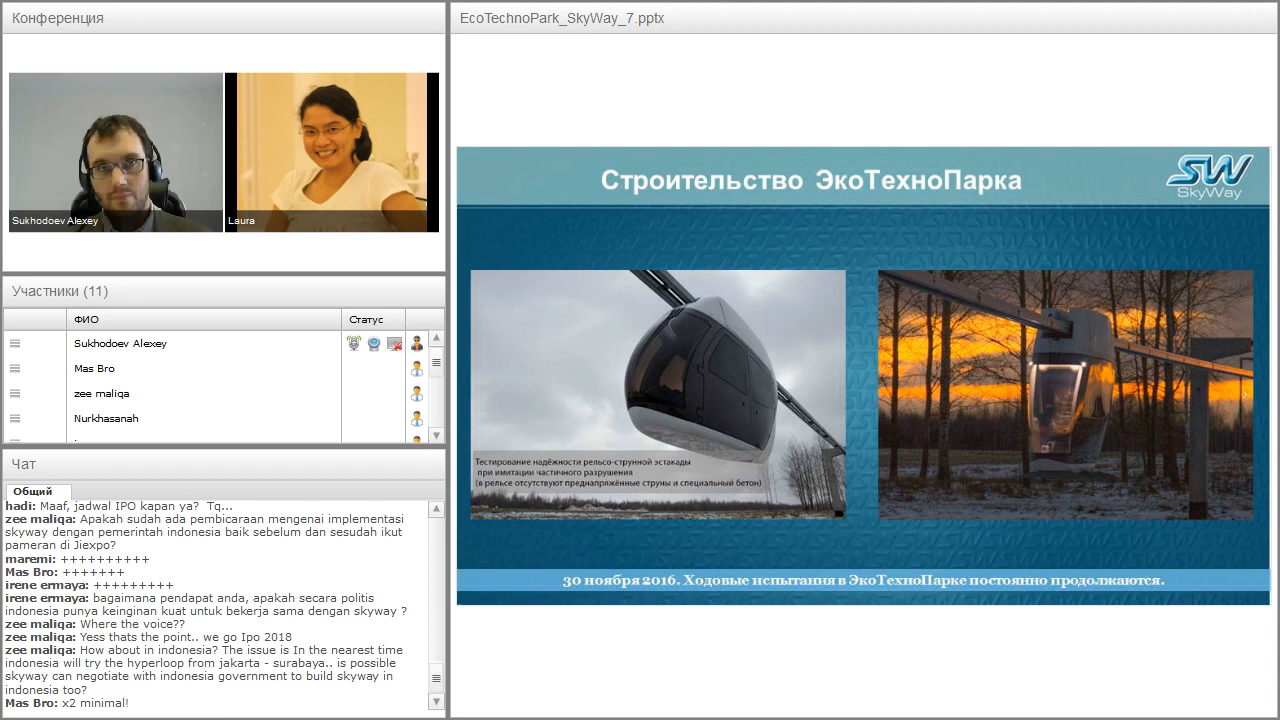 Конференция
Sukhodoev Alexey
Laura
Участники (11)
ФИО
Статус
Sukhodoev Alexey
Mas Bro
zee maliqa
Nurkhasanah
Чат
Общий
hadi: Maaf, jadwal IPO kapan ya? Tq...
zee maliqa: Apakah sudah ada pembicaraan mengenai implementasi
skyway dengan pemerintah indonesia baik sebelum dan sesudah ikut
pameran di Jiexpo?
maremi: ++++++++++
Mas Bro: +++++++
irene ermaya: +++++++++
irene ermaya: bagaimana pendapat anda, apakah secara politis
indonesia punya keinginan kuat untuk bekerja sama dengan skyway ?
zee maliqa: Where the voice??
zee maliqa: Yess thats the point.. we go Ipo 2018
zee maliqa: How about in indonesia? The issue is In the nearest time
indonesia will try the hyperloop from jakarta - surabaya.. is possible
skyway can negotiate with indonesia government to build skyway in
indonesia too?
Mas Bro: x2 minimal!
EcoTechnoPark_SkyWay_7.pptx
Строительство ЭкоТехноПарка
SW
SkyWay
Тестирование надёжности рельсо-струнной эстакады
при имитации частичного разрушения
(в рельсе отсутствуют преднапряжённые струны и специальный бетон)
30 ноября 2016. Ходовые испытания в ЭкоТехноПарке постоянно продолжаются.